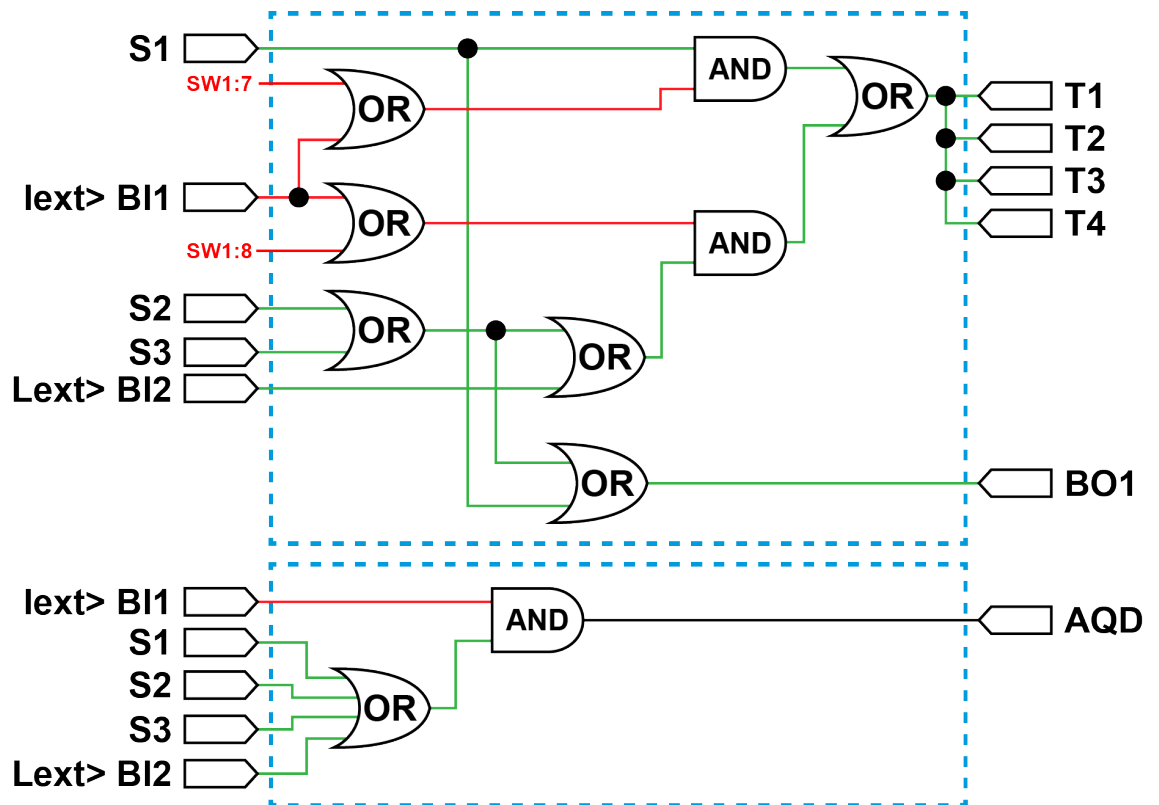 S1
SW1:7
OR
AND
OR
T1
T2
T3
T4
Iext> BI1
OR
SW1:8
AND
S2
S3
OR
OR
Lext> BI2
OR
BO1
Iext> BI1
AND
AQD
S1
S2
S3
OR
Lext> BI2